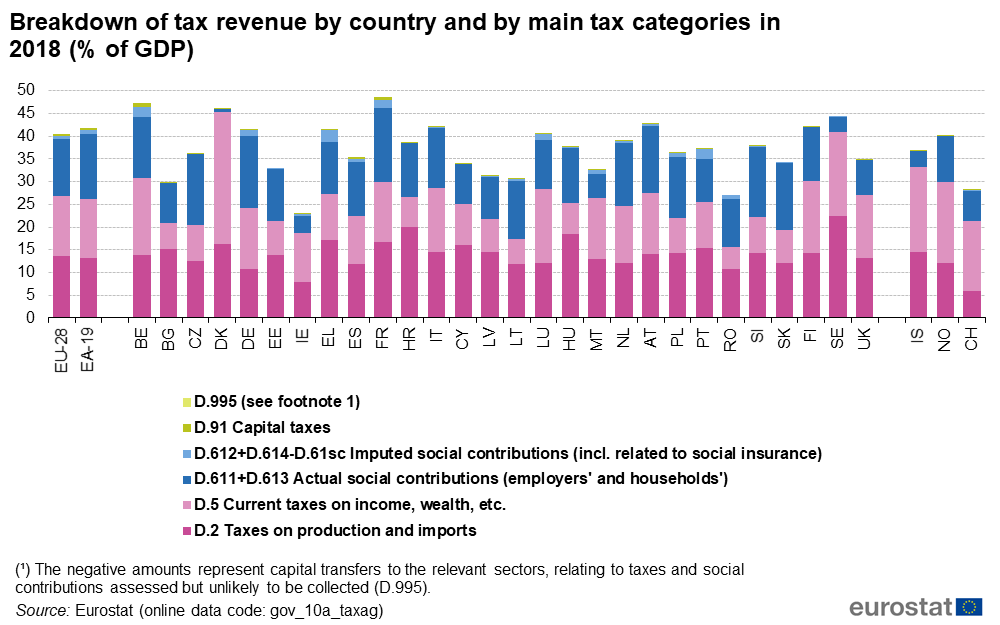 Breakdown of tax revenue by country and by main tax categories in
2018 (% of GDP)
50
45
40
35
30
25
20
15
10
5
0
EU-28
EA-19
BE
BG
CZ
DK
DE
EE
IE
EL
ES
FR
HR
IT
CY
LV
LT
LU
HU
MT
NL
AT
PL
PT
RO
SI
SK
FI
SE
UK
IS
NO
CH
D.995 (see footnote 1)
D.91 Capital taxes
D.612+D.614-D.61sc Imputed social contributions (incl. related to social insurance)
D.611+D.613 Actual social contributions (employers' and households')
D.5 Current taxes on income, wealth, etc.
D.2 Taxes on production and imports
(¹) The negative amounts represent capital transfers to the relevant sectors, relating to taxes and social
contributions assessed but unlikely to be collected (D.995).
Source: Eurostat (online data code: gov_10a_taxag)
eurostat